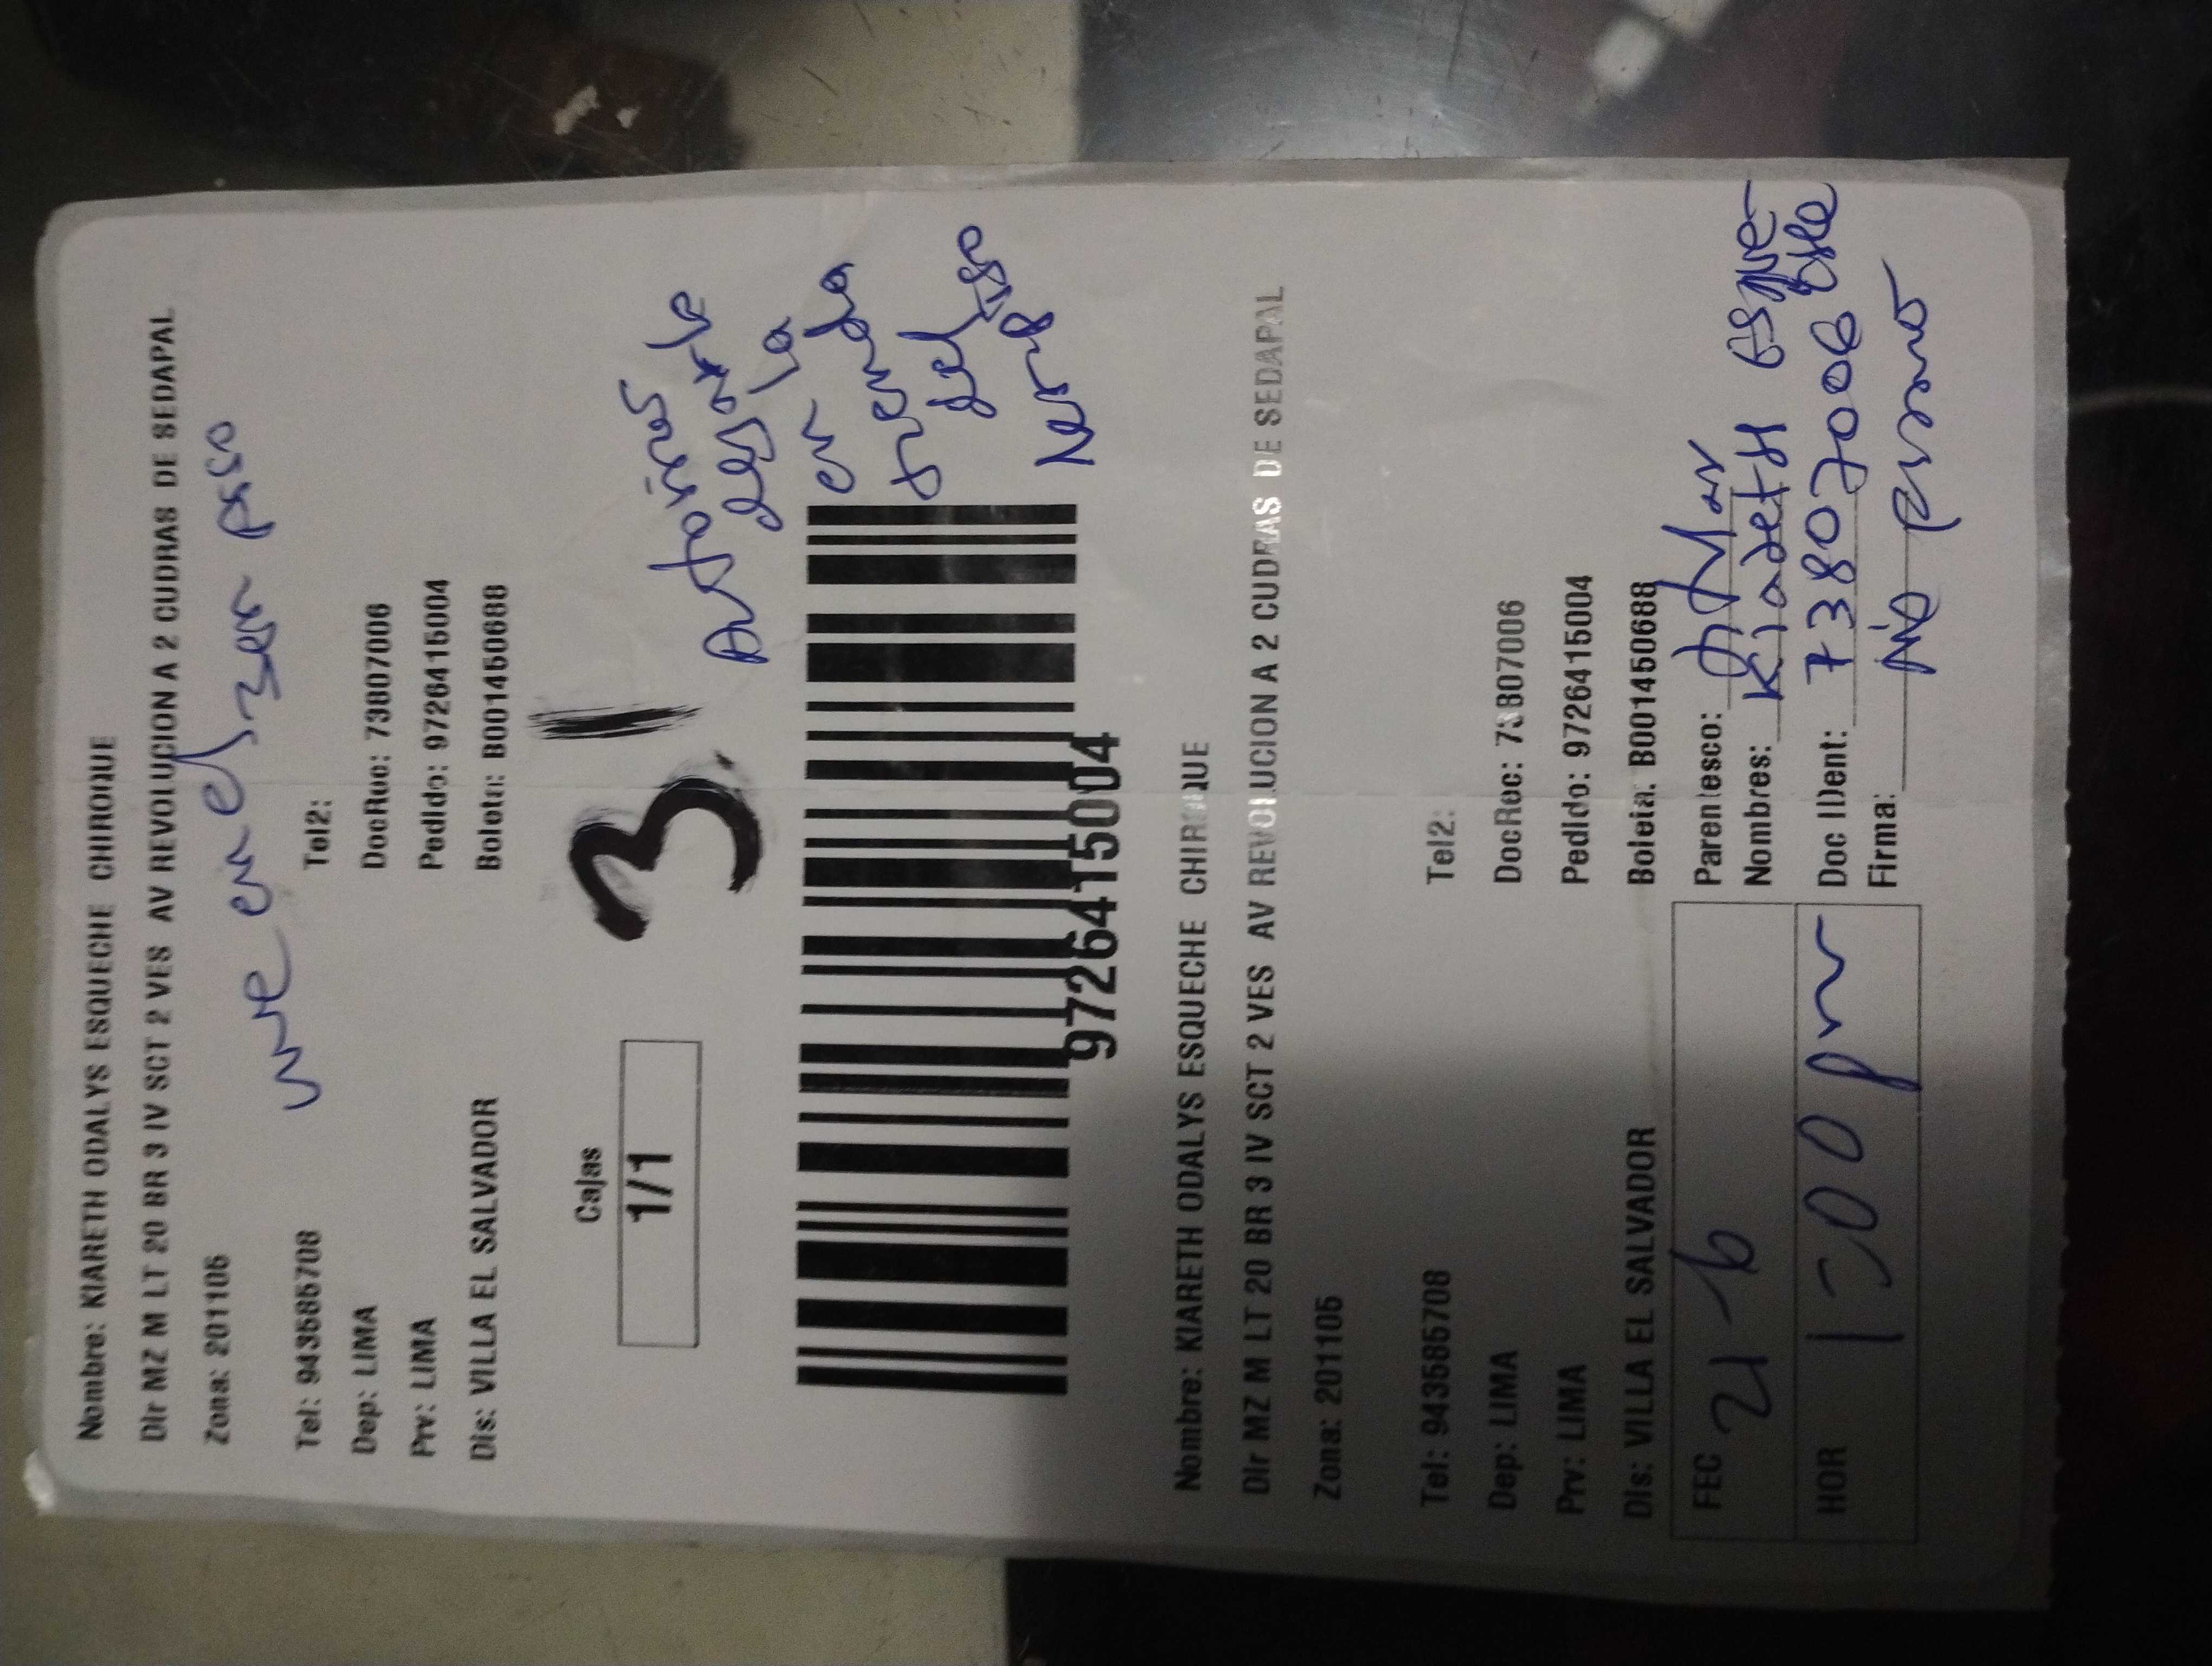 Nombre: KIARETH ODALYS ESQUECHE CHIROQUE
Dir MZ M LT 20 BR 3 IV SCT 2 VES AV REVOLUCION A 2 CUDRAS DE SEDAPAL
Zona: 201105
Tel: 943585708 Tel2:
Dep: LIMA DocRec: 73807006
Prv: LIMA Pedido: 9726415004
Dis: VILLA EL SALVADOR Boleta: B001450688
Cajas
1/1
31
en la
tienda
del
9726415004
Nombre: KIARETH ODALYS ESQUECHE CHIROQUE
Dir MZ M LT 20 BR 3 IV SCT 2 VES AV REVOLUCION A 2 CUDRAS DE SEDAPAL
Zona: 201105
Tel: 943585708 Tel2:
Dep: LIMA DocRec: 73807006
Prv: LIMA Pedido: 9726415004
Dis: VILLA EL SALVADOR Boleta: B001450688
FEC 21-6 Parentesco:
Nombres: Kiareth
HOR 1:00 pm Doc IDent: 73807006
Firma: